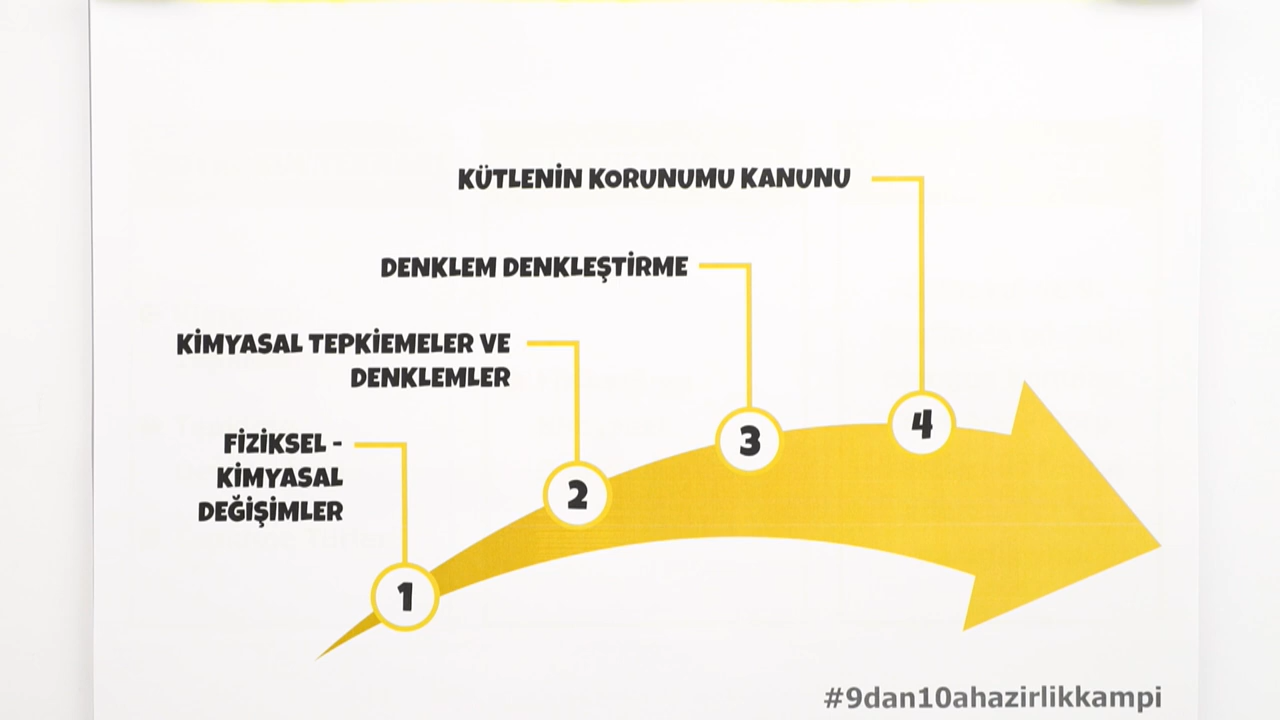 KÜTLENİN KORUNUMU KANUNU
DENKLEM DENKLEŞTİRME
KİMYASAL TEPKİEMELER VE
DENKLEMLER
FİZİKSEL -
KİMYASAL
DEĞİŞİMLER
4
3
2
1
#9dan10ahazirlikkampi